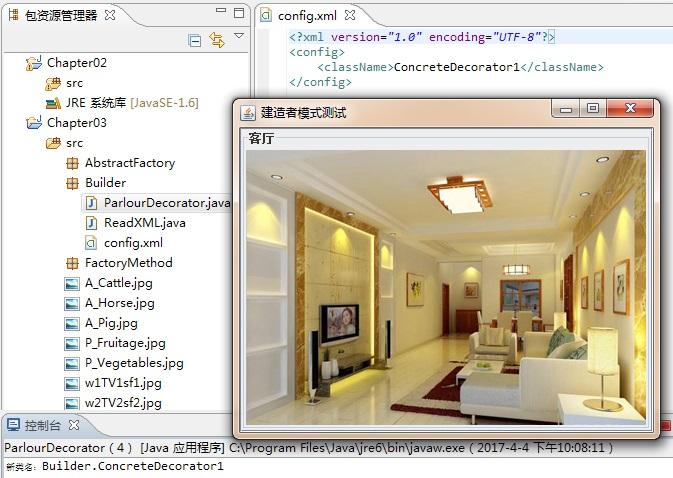 包资源管理器
Chapter02
src
JRE 系统库 [JavaSE-1.6]
Chapter03
src
AbstractFactory
Builder
ParlourDecorator.java
ReadXML.java
config.xml
FactoryMethod
A_Cattle.jpg
A_Horse.jpg
A_Pig.jpg
P_Fruitage.jpg
P_Vegetables.jpg
w1TV1sf1.jpg
w2TV2sf2.jpg
config.xml
<?xml version="1.0" encoding="UTF-8"?>
<config>
<className>ConcreteDecorator1</className>
</config>
建造者模式测试
客厅
控制台
ParlourDecorator（4） [Java 应用程序] C:\Program Files\Java\jre6\bin\javaw.exe（2017-4-4 下午10:08:11）
新类名：Builder.ConcreteDecorator1